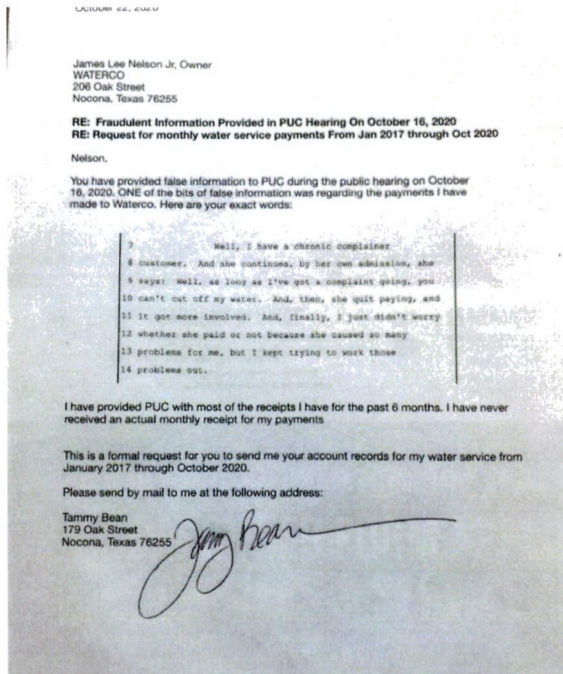 October 22, 2020
James Lee Nelson Jr, Owner
WATERCO
206 Oak Street
Nocona, Texas 76255
RE: Fraudulent Information Provided in PUC Hearing On October 16, 2020
RE: Request for monthly water service payments From Jan 2017 through Oct 2020
Nelson,
You have provided false information to PUC during the public hearing on October
16, 2020. ONE of the bits of false information was regarding the payments I have
made to Waterco. Here are your exact words:
7 Well, I have a chronic complainer
8 customer. And she continues, by her own admission, she
9 says: Well, as long as I've got a complaint going, you
10 can't cut off my water. And, then, she quit paying, and
11 it got more involved. And, finally, I just didn't worry
12 whether she paid or not because she caused so many
13 problems for me, but I kept trying to work those
14 problems out.
I have provided PUC with most of the receipts I have for the past 6 months. I have never
received an actual monthly receipt for my payments
This is a formal request for you to send me your account records for my water service from
January 2017 through October 2020.
Please send by mail to me at the following address:
Tammy Bean
179 Oak Street
Nocona, Texas 76255
Tammy Bean